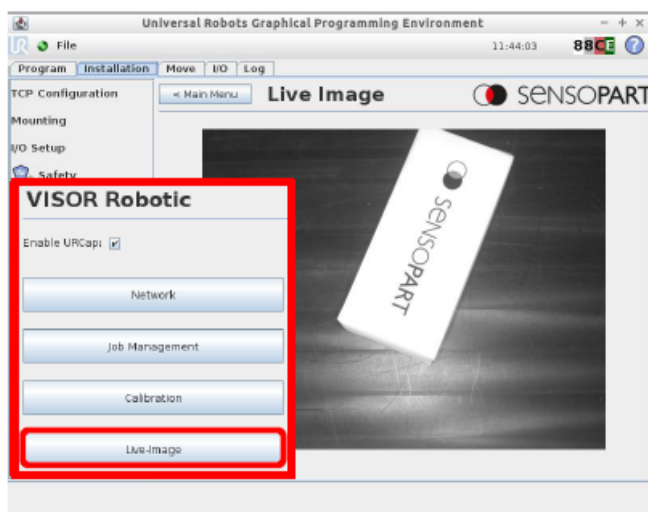 Universal Robots Graphical Programming Environment
File
11:44:03
88CE
?
Program Installation Move I/O Log
TCP Configuration
< Main Menu
Live Image
SENSOPART
Mounting
I/O Setup
Safety
SENSOPART
VISOR Robotic
Enable URCap:
Network
Job Management
Calibration
Live-Image